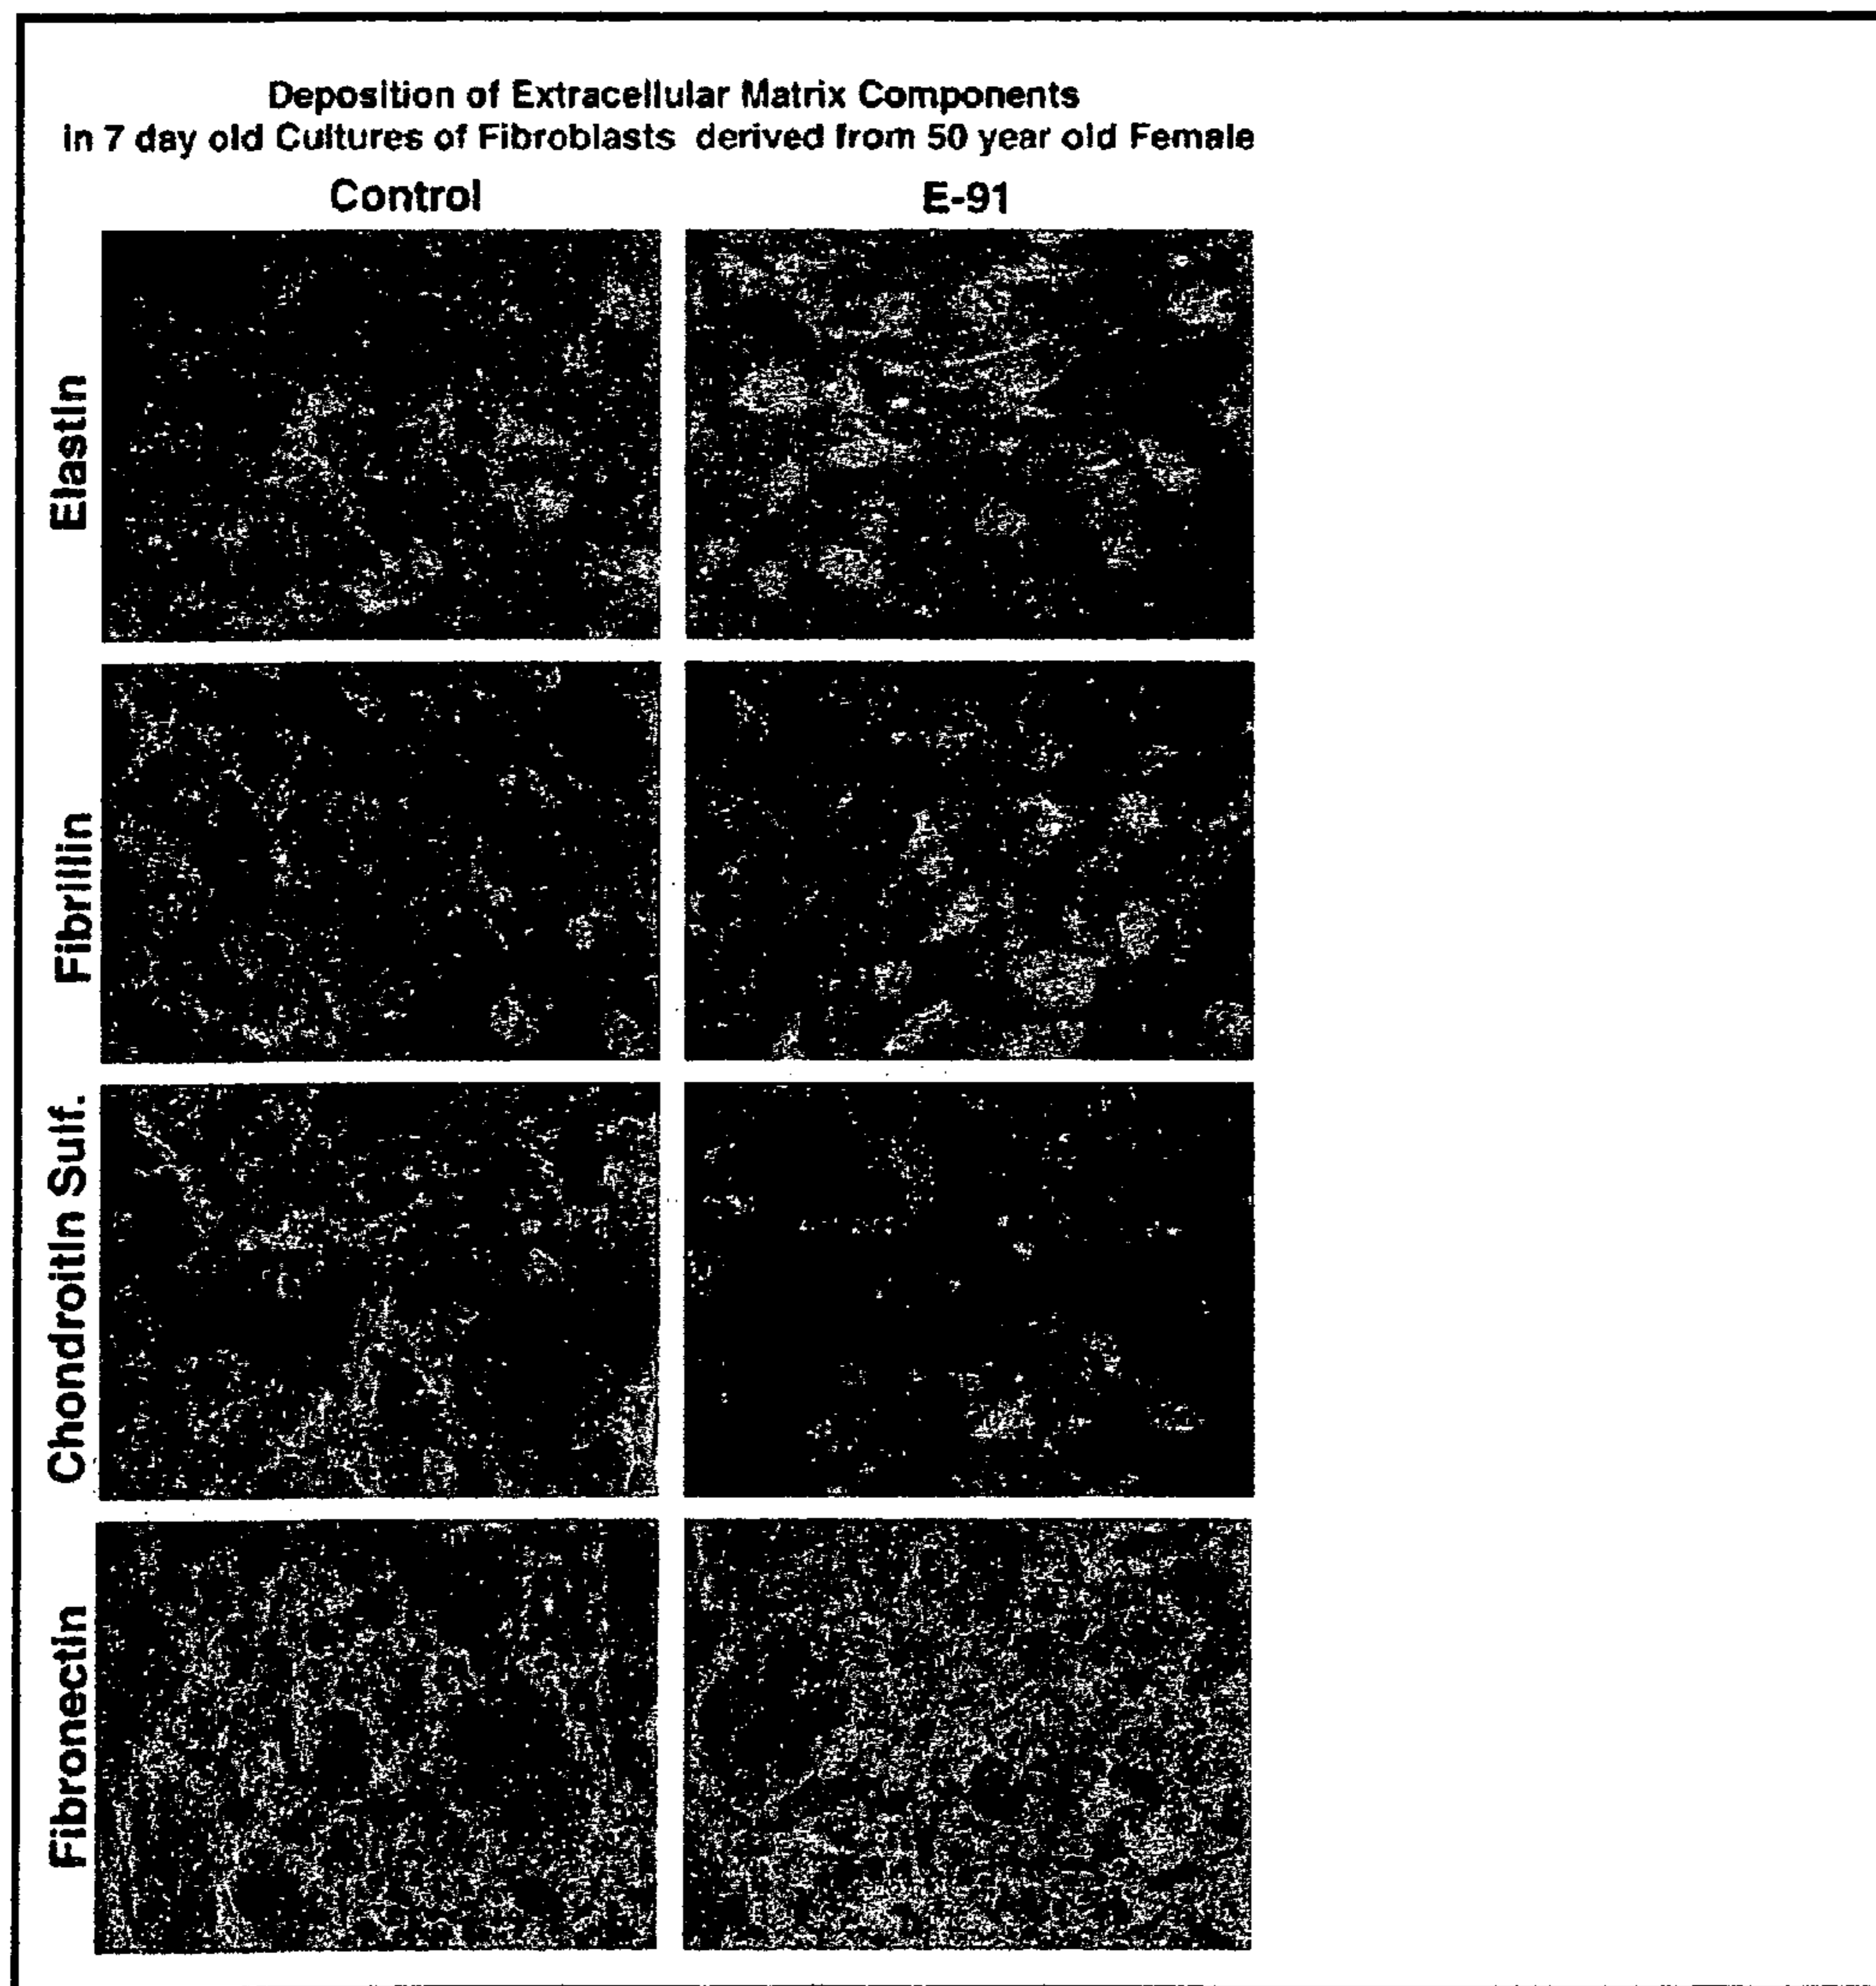 Deposition of Extracellular Matrix Components
in 7 day old Cultures of Fibroblasts derived from 50 year old Female
Control
E-91
Elastin
Fibrillin
Chondroitin Sulf.
Fibronectin